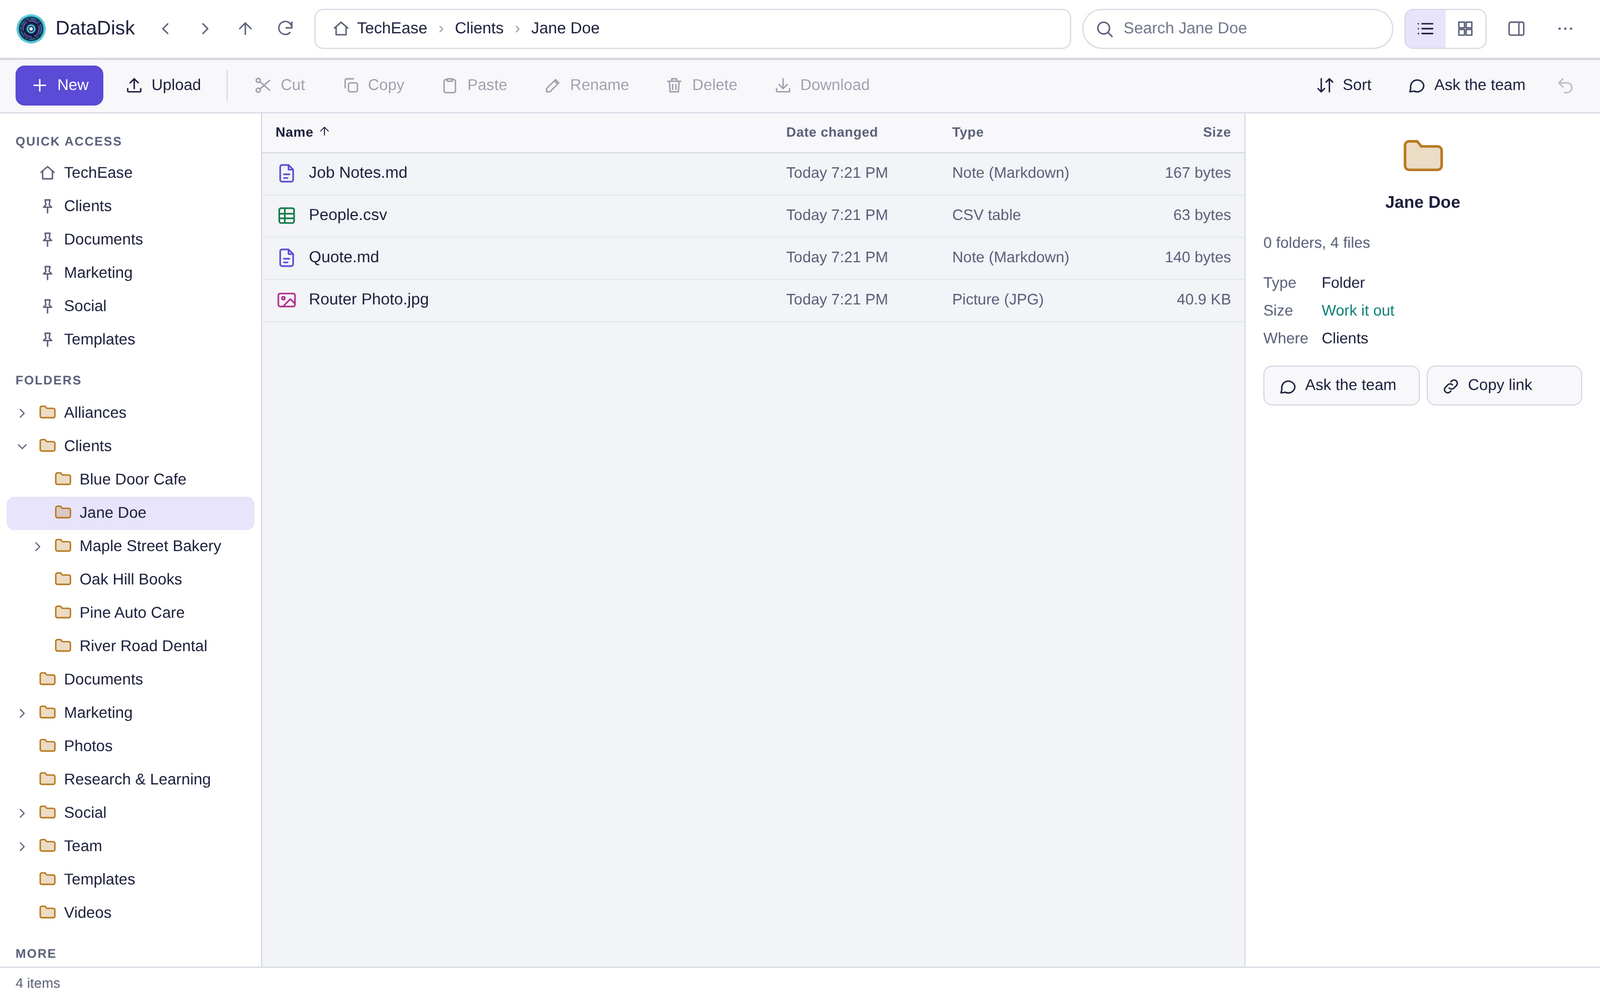 DataDisk
TechEase › Clients › Jane Doe
Search Jane Doe
New
Upload
Cut
Copy
Paste
Rename
Delete
Download
Sort
Ask the team
QUICK ACCESS
TechEase
Clients
Documents
Marketing
Social
Templates
FOLDERS
Alliances
Clients
Blue Door Cafe
Jane Doe
Maple Street Bakery
Oak Hill Books
Pine Auto Care
River Road Dental
Documents
Marketing
Photos
Research & Learning
Social
Team
Templates
Videos
MORE
Name Date changed Type Size
Job Notes.md Today 7:21 PM Note (Markdown) 167 bytes
People.csv Today 7:21 PM CSV table 63 bytes
Quote.md Today 7:21 PM Note (Markdown) 140 bytes
Router Photo.jpg Today 7:21 PM Picture (JPG) 40.9 KB
Jane Doe
0 folders, 4 files
Type Folder
Size Work it out
Where Clients
Ask the team
Copy link
4 items